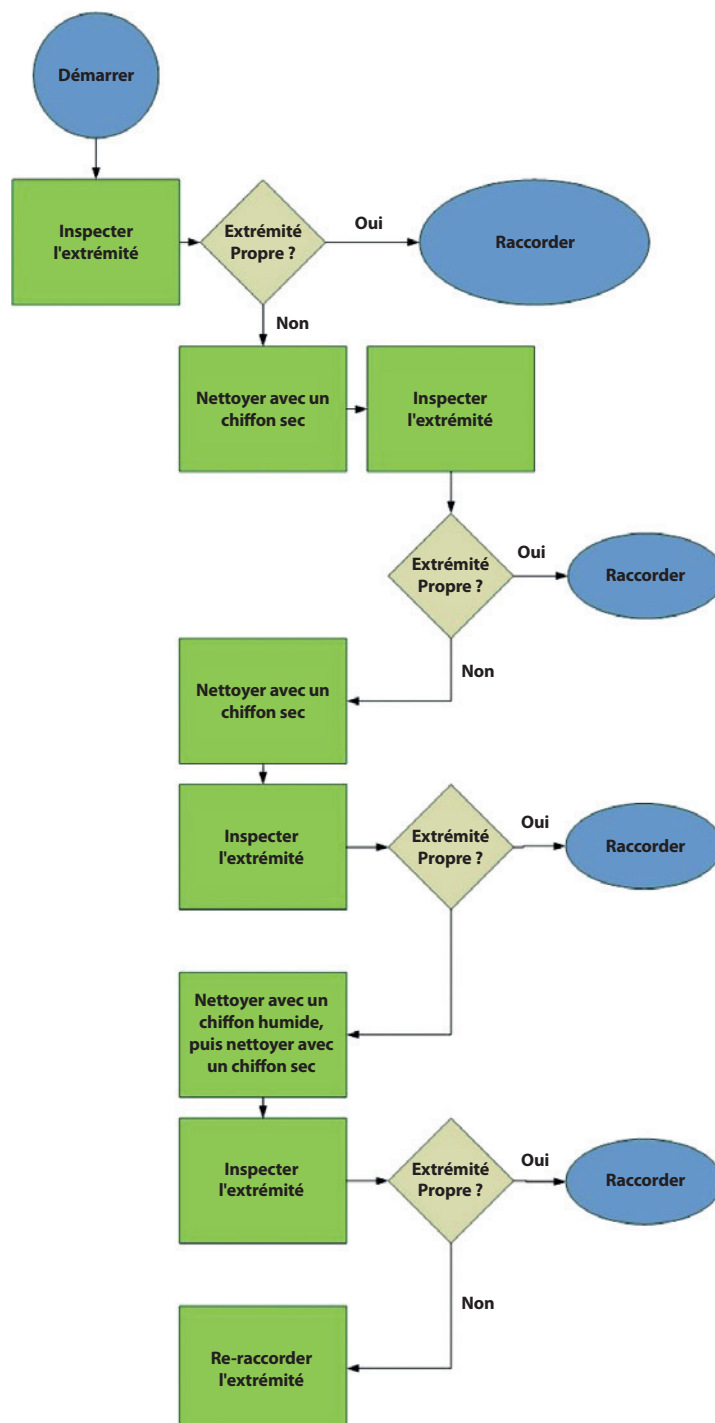 Démarrer
Inspecter
l'extrémité
Extrémité
Propre ?
Oui
Raccorder
Non
Nettoyer avec un
chiffon sec
Inspecter
l'extrémité
Extrémité
Propre ?
Oui
Raccorder
Non
Nettoyer avec un
chiffon sec
Inspecter
l'extrémité
Extrémité
Propre ?
Oui
Raccorder
Nettoyer avec un
chiffon humide,
puis nettoyer avec
un chiffon sec
Inspecter
l'extrémité
Extrémité
Propre ?
Oui
Raccorder
Non
Re-raccorder
l'extrémité